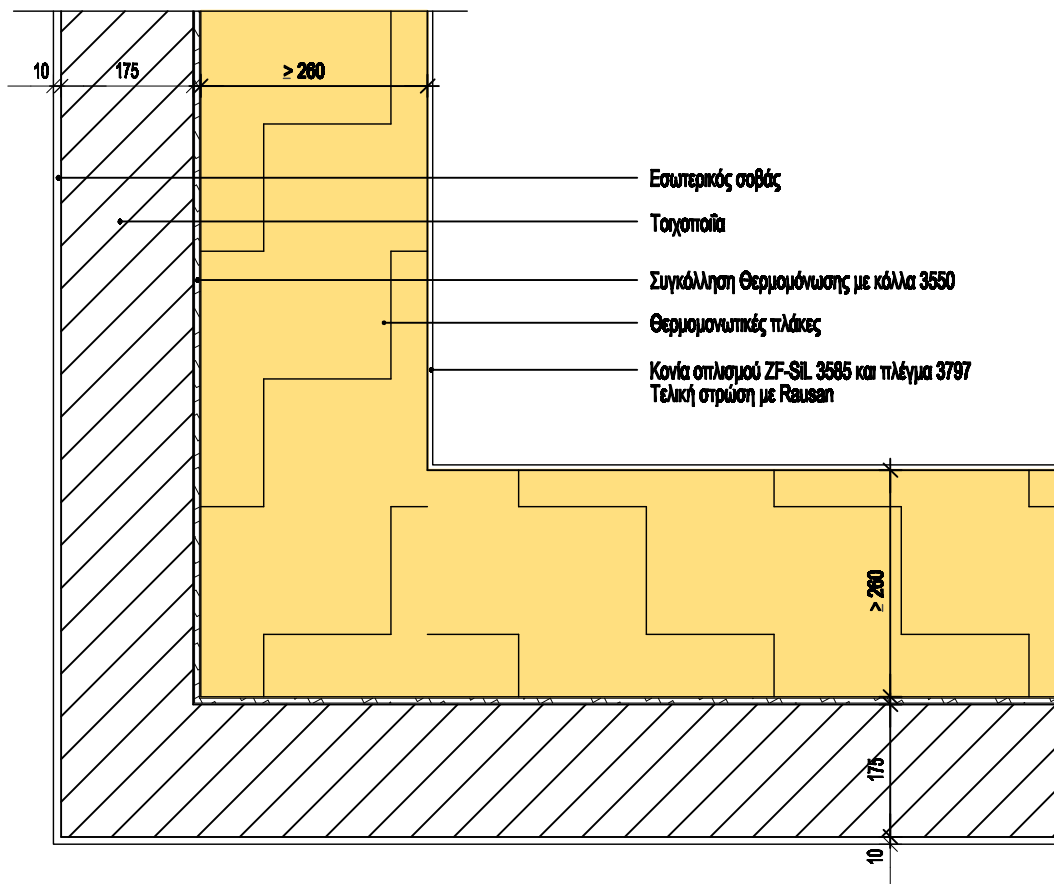 10 175 ≥ 260
Εσωτερικός σοβάς
Τοιχοποιΐα
Συγκόλληση Θερμομόνωσης με κόλλα 3550
Θερμομονωτικές πλάκες
Κονία οπλισμού ZF-SiL 3585 και πλέγμα 3797
Τελική στρώση με Rausan
≥ 260
175
10